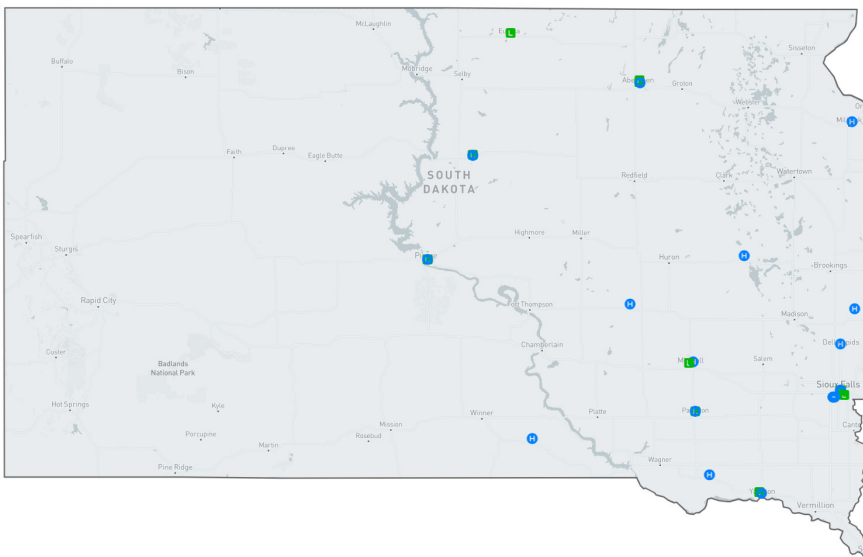 McLaughlin
Sisseton
Buffalo
Bison
Mobridge
Selby
Groton
Webster
Faith
Dupree
Eagle Butte
SOUTH
DAKOTA
Redfield
Clark
Watertown
Spearfish
Sturgis
Highmore
Miller
Huron
Brookings
Rapid City
Fort Thompson
Madison
Custer
Badlands
National Park
Chamberlain
Salem
Sioux Falls
Hot Springs
Kyle
Winner
Platte
Mission
Rosebud
Porcupine
Martin
Pine Ridge
Wagner
Vermillion
L
H
H
H
H
H
L
H
H
H